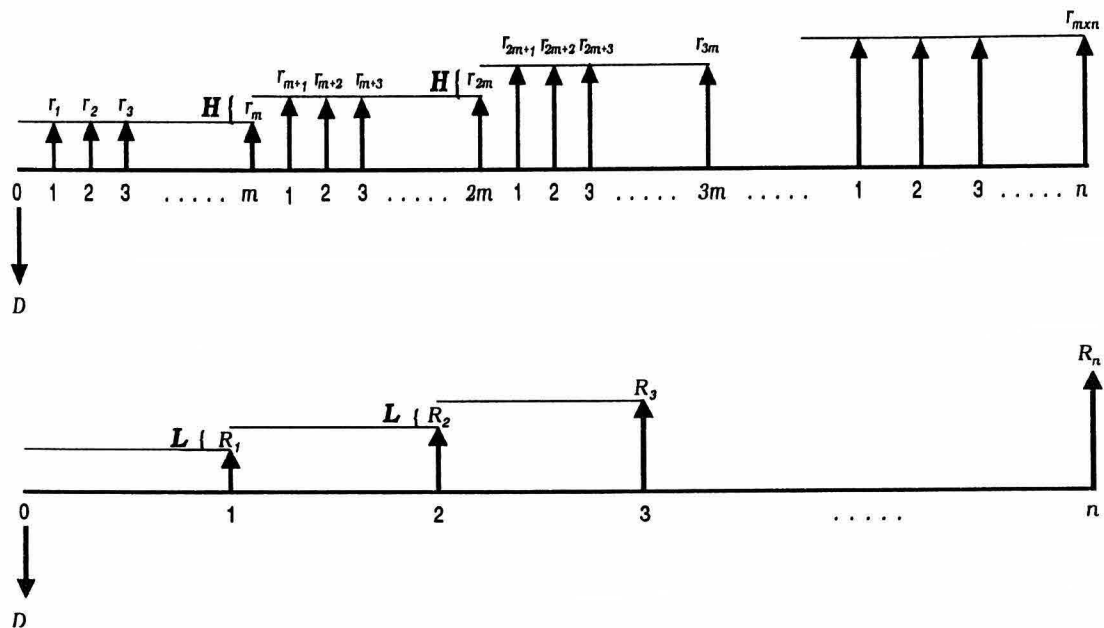 r_{m×n}
r_{2m+1} r_{2m+2} r_{2m+3} r_{3m}
r_{m+1} r_{m+2} r_{m+3} H { r_{2m}
r_1 r_2 r_3 H { r_m
0 1 2 3 ..... m 1 2 3 ..... 2m 1 2 3 ..... 3m ..... 1 2 3 ..... n
D
R_n
R_3
L { R_2
L { R_1
0 1 2 3 ..... n
D